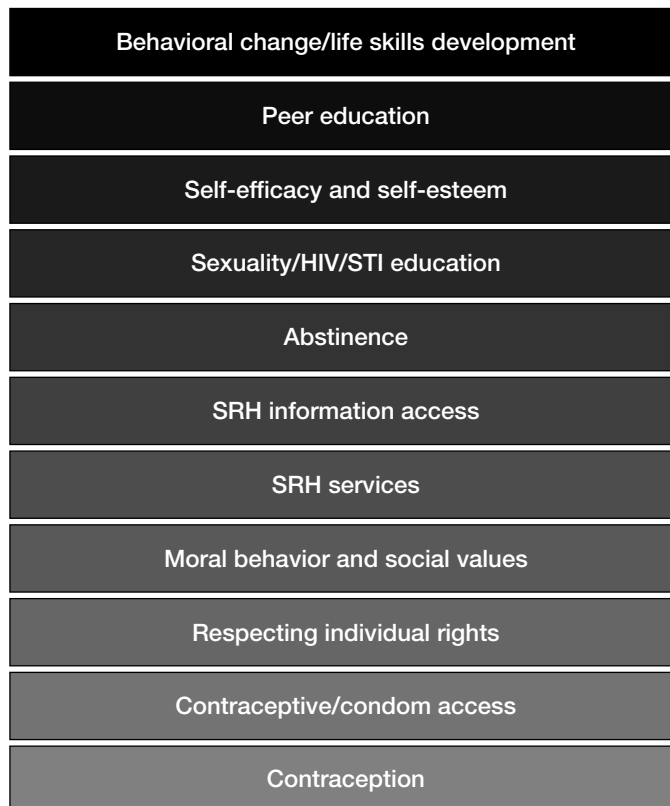 Behavioral change/life skills development
Peer education
Self-efficacy and self-esteem
Sexuality/HIV/STI education
Abstinence
SRH information access
SRH services
Moral behavior and social values
Respecting individual rights
Contraceptive/condom access
Contraception